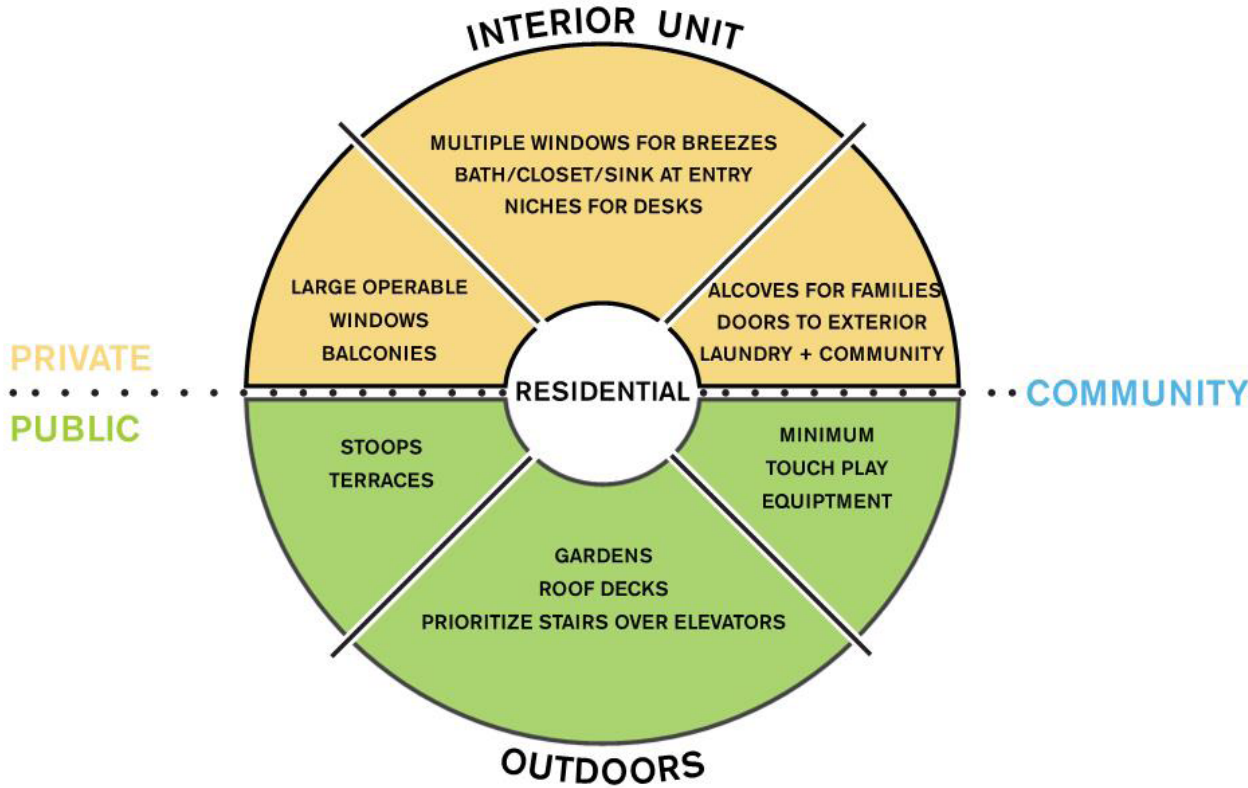 INTERIOR UNIT
MULTIPLE WINDOWS FOR BREEZES
BATH/CLOSET/SINK AT ENTRY
NICHES FOR DESKS
LARGE OPERABLE
WINDOWS
BALCONIES
ALCOVES FOR FAMILIES
DOORS TO EXTERIOR
LAUNDRY + COMMUNITY
PRIVATE
PUBLIC
RESIDENTIAL
COMMUNITY
STOOPS
TERRACES
MINIMUM
TOUCH PLAY
EQUIPTMENT
GARDENS
ROOF DECKS
PRIORITIZE STAIRS OVER ELEVATORS
OUTDOORS